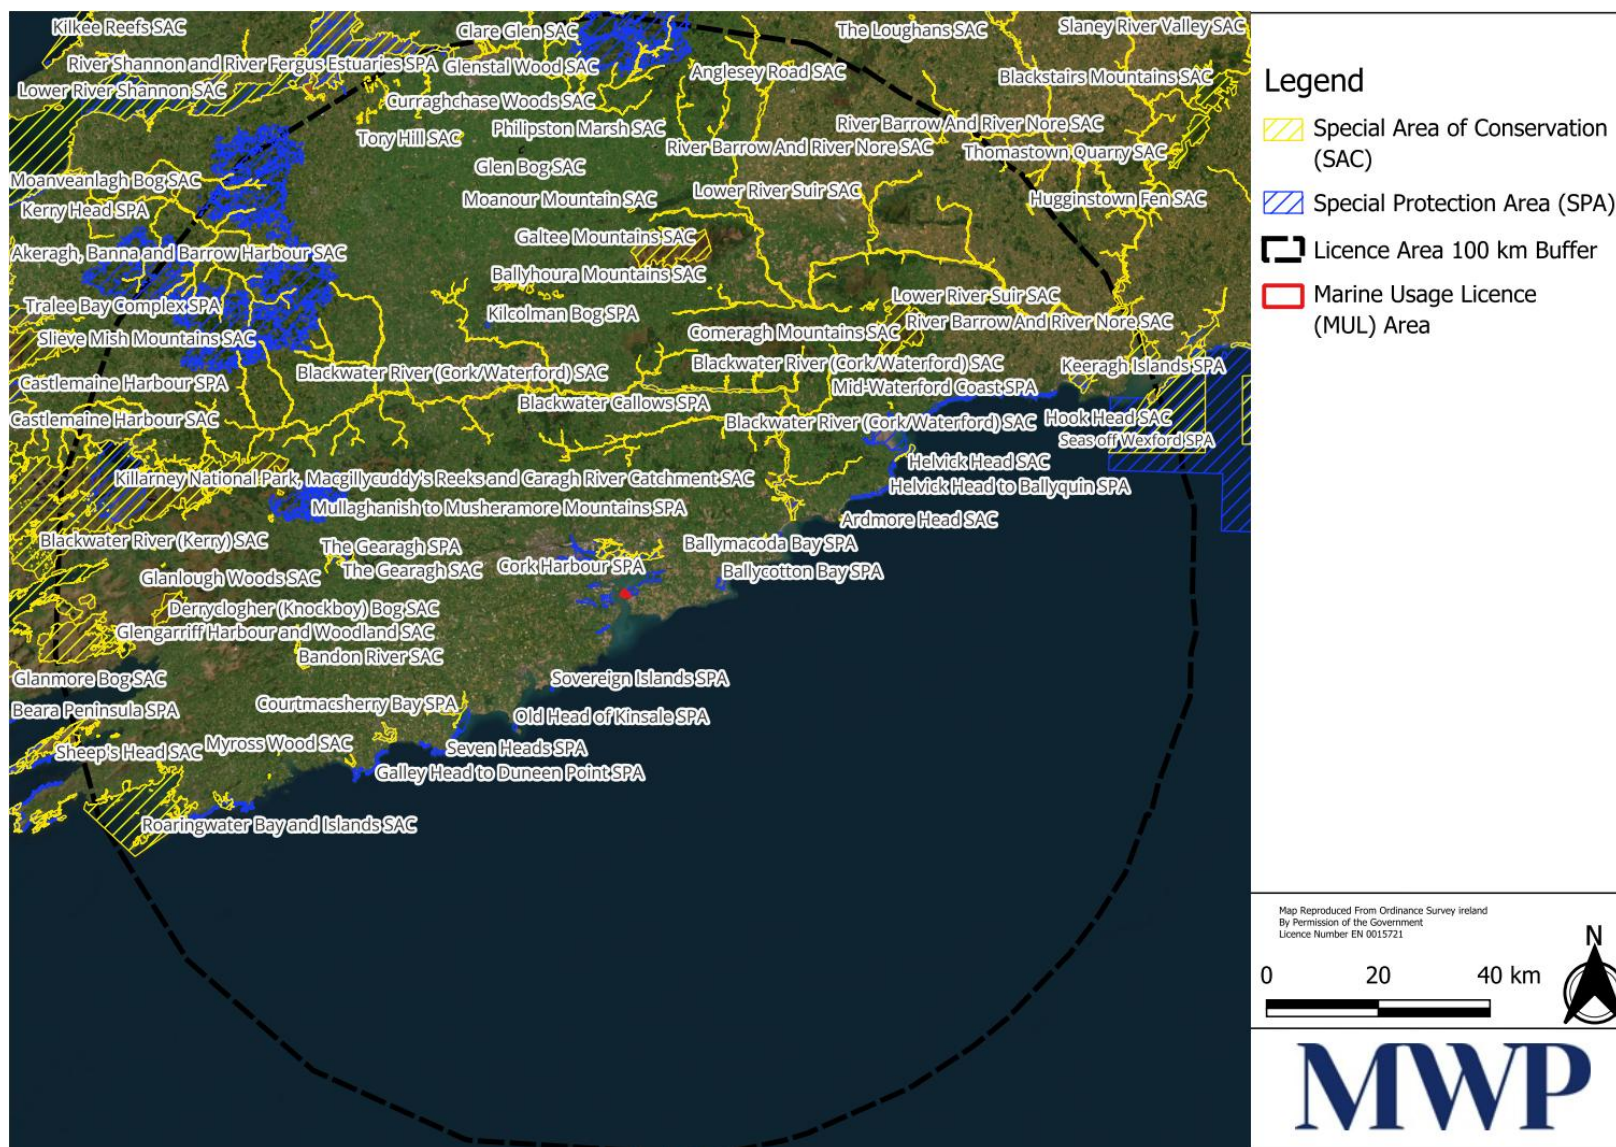 Kilkee Reefs SAC
Clare Glen SAC
The Loughans SAC
Slaney River Valley SAC
River Shannon and River Fergus Estuaries SPA
Glenstal Wood SAC
Anglesey Road SAC
Blackstairs Mountains SAC
Lower River Shannon SAC
Curraghchase Woods SAC
Tory Hill SAC
Philipston Marsh SAC
River Barrow And River Nore SAC
River Barrow And River Nore SAC
Thomastown Quarry SAC
Glen Bog SAC
Moanveanlagh Bog SAC
Moanour Mountain SAC
Lower River Suir SAC
Hugginstown Fen SAC
Kerry Head SPA
Galtee Mountains SAC
Akeragh, Banna and Barrow Harbour SAC
Ballyhoura Mountains SAC
Tralee Bay Complex SPA
Kilcolman Bog SPA
Lower River Suir SAC
Slieve Mish Mountains SAC
Comeragh Mountains SAC
River Barrow And River Nore SAC
Castlemaine Harbour SPA
Blackwater River (Cork/Waterford) SAC
Blackwater River (Cork/Waterford) SAC
Keeragh Islands SPA
Mid-Waterford Coast SPA
Castlemaine Harbour SAC
Blackwater Callows SPA
Blackwater River (Cork/Waterford) SAC
Hook Head SAC
Seas off Wexford SPA
Helvick Head SAC
Killarney National Park, Macgillycuddy's Reeks and Caragh River Catchment SAC
Helvick Head to Ballyquin SPA
Mullaghanish to Musheramore Mountains SPA
Ardmore Head SAC
Blackwater River (Kerry) SAC
The Gearagh SPA
Ballymacoda Bay SPA
Glanlough Woods SAC
The Gearagh SAC
Cork Harbour SPA
Ballycotton Bay SPA
Derryclogher (Knockboy) Bog SAC
Glengarriff Harbour and Woodland SAC
Bandon River SAC
Glanmore Bog SAC
Sovereign Islands SPA
Beara Peninsula SPA
Courtmacsherry Bay SPA
Old Head of Kinsale SPA
Sheep's Head SAC
Myross Wood SAC
Seven Heads SPA
Galley Head to Duneen Point SPA
Roaringwater Bay and Islands SAC
Legend
Special Area of Conservation
(SAC)
Special Protection Area (SPA)
Licence Area 100 km Buffer
Marine Usage Licence
(MUL) Area
Map Reproduced From Ordinance Survey ireland
By Permission of the Government
Licence Number EN 0015721
N
0 20 40 km
MWP